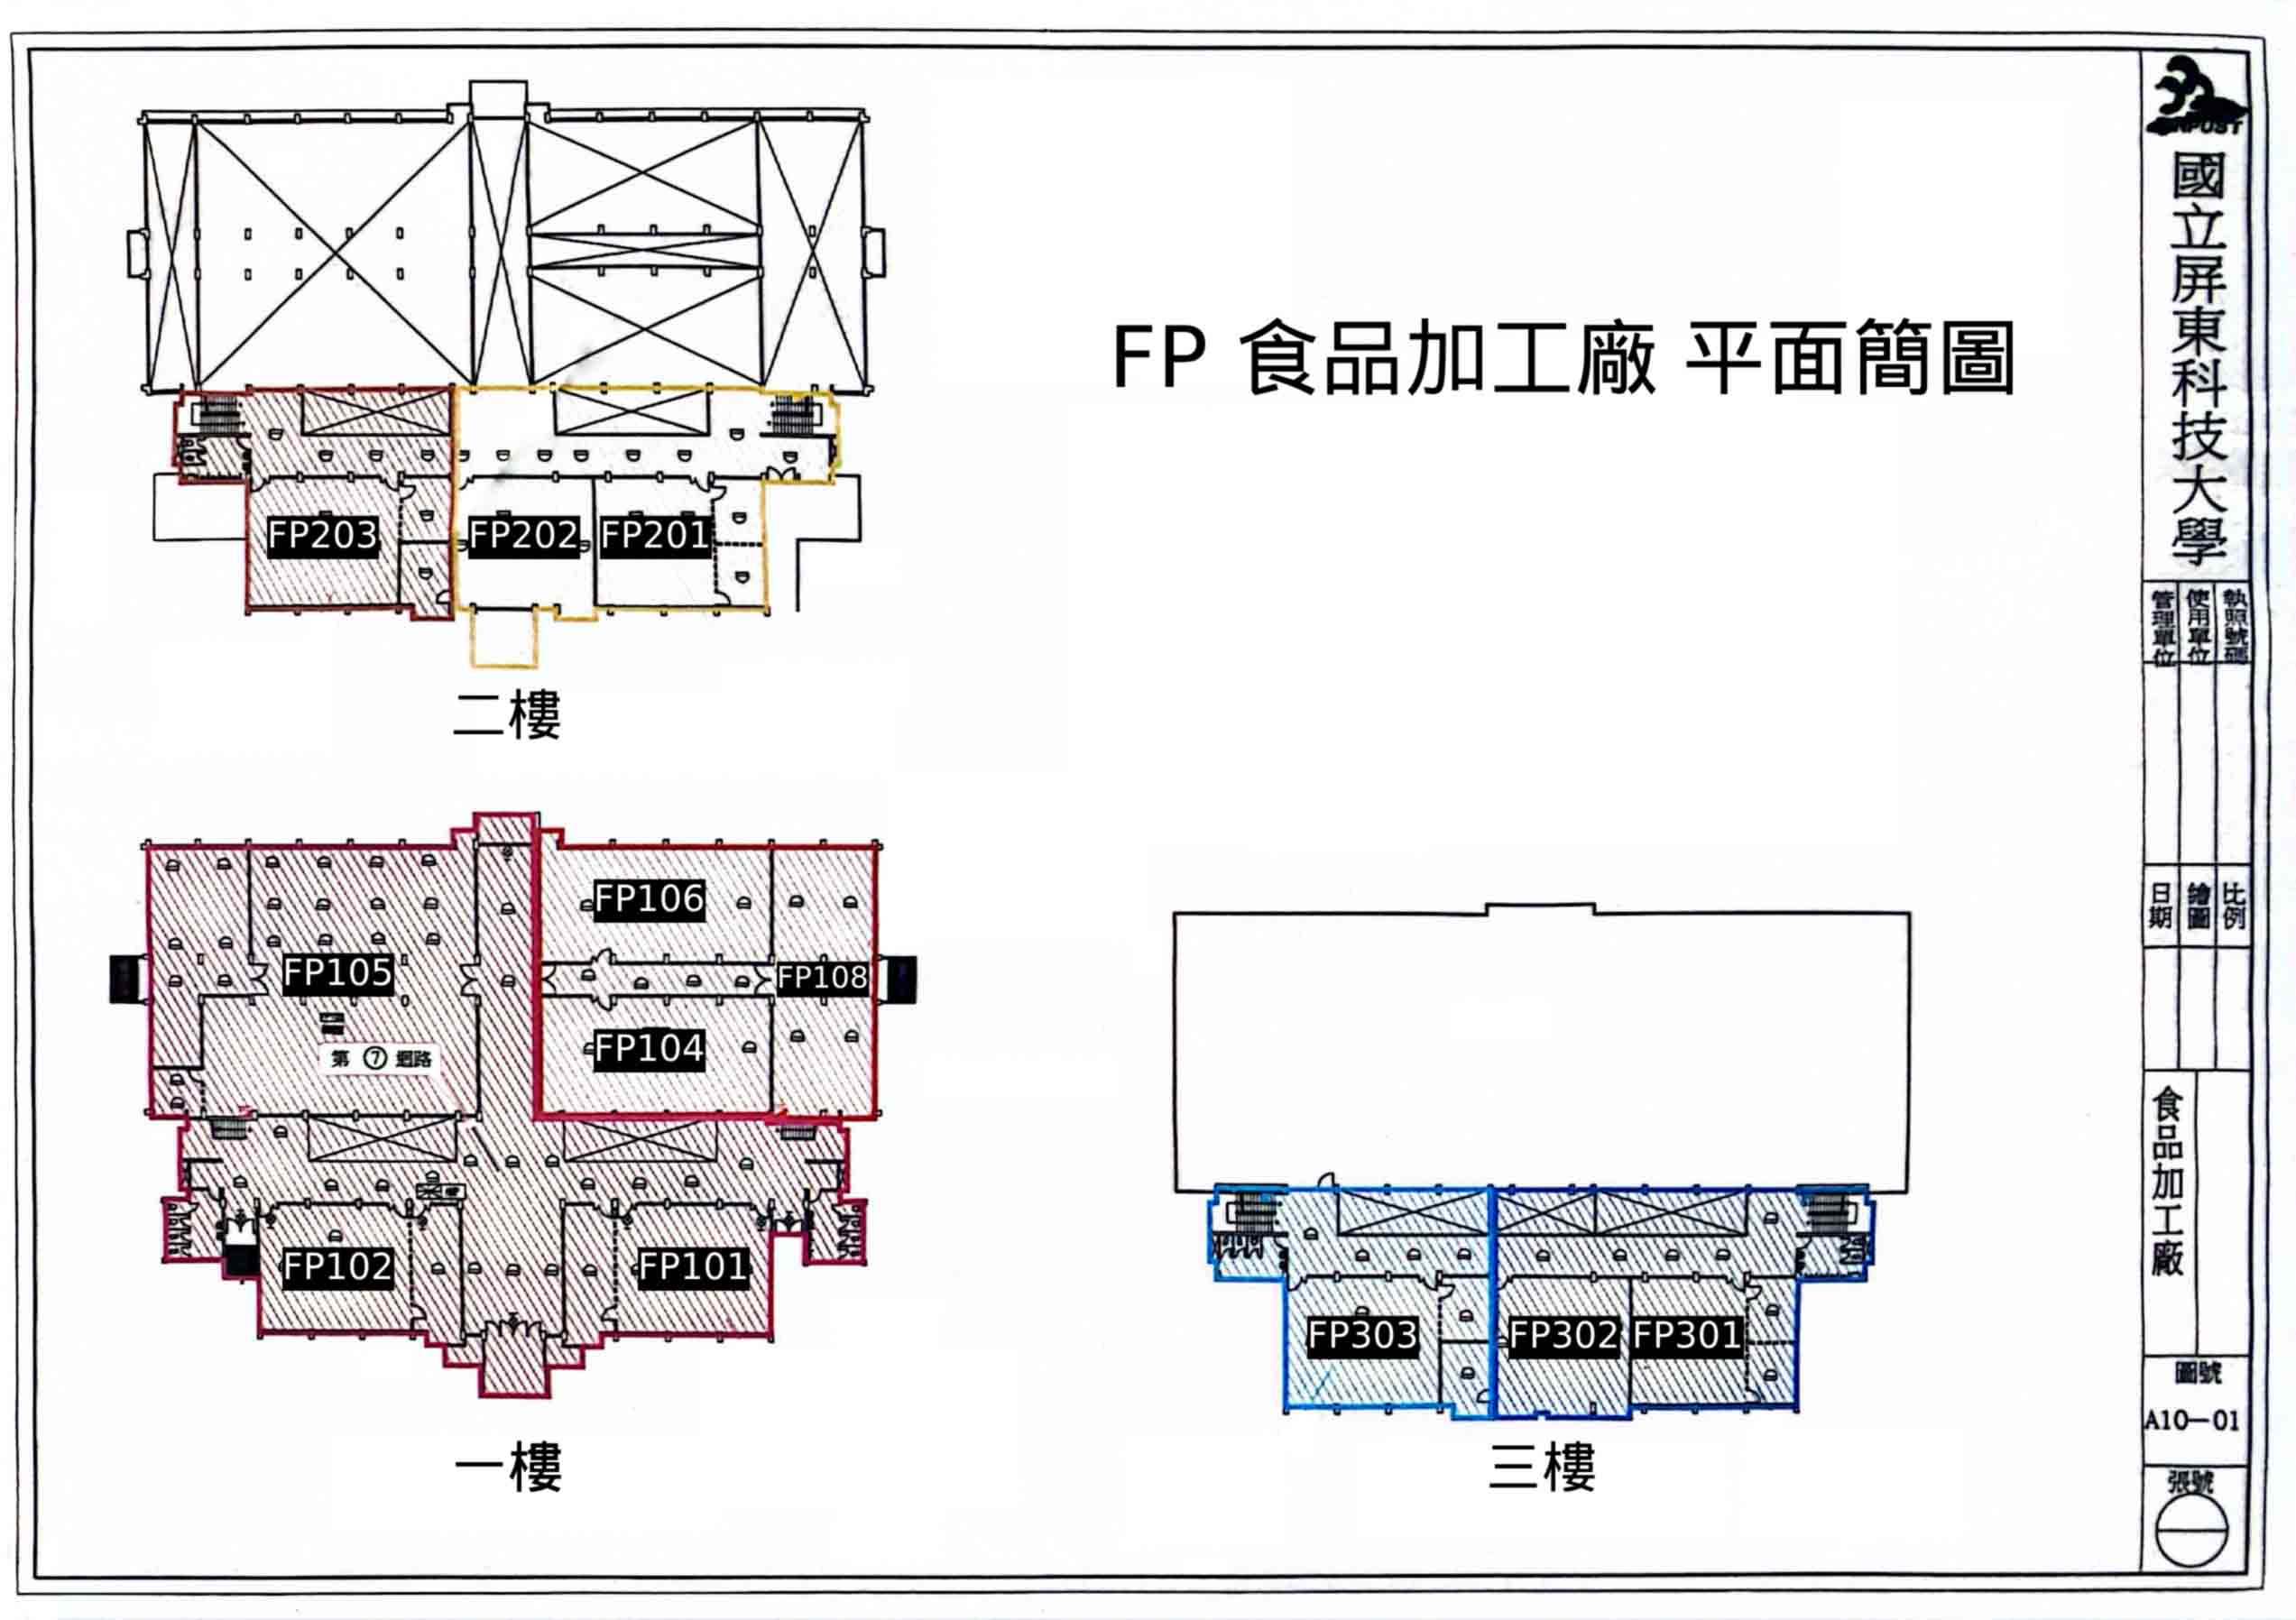 FP 食品加工廠 平面簡圖
FP203
FP202
FP201
二樓
FP106
FP105
FP108
FP104
第 ⑦ 迴路
FP102
FP101
一樓
FP303
FP302
FP301
三樓
NPUST
國立屏東科技大學
管理單位
使用單位
執照號碼
日期
繪圖
比例
食品加工廠
圖號
A10-01
張號